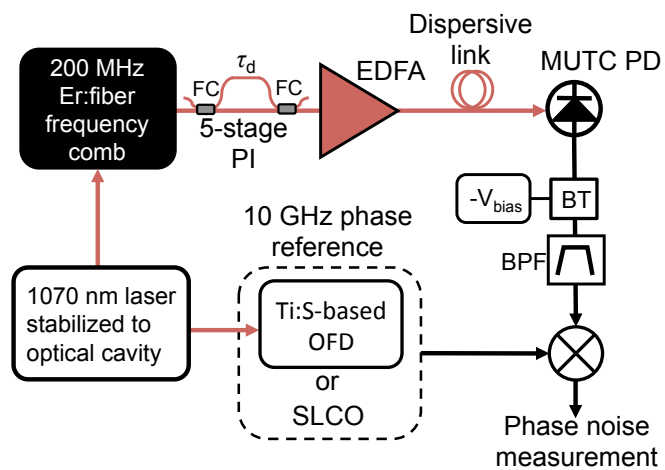 200 MHz
Er:fiber
frequency
comb
FC
τd
FC
5-stage
PI
EDFA
Dispersive
link
MUTC PD
-Vbias
BT
BPF
10 GHz phase
reference
1070 nm laser
stabilized to
optical cavity
Ti:S-based
OFD
or
SLCO
Phase noise
measurement